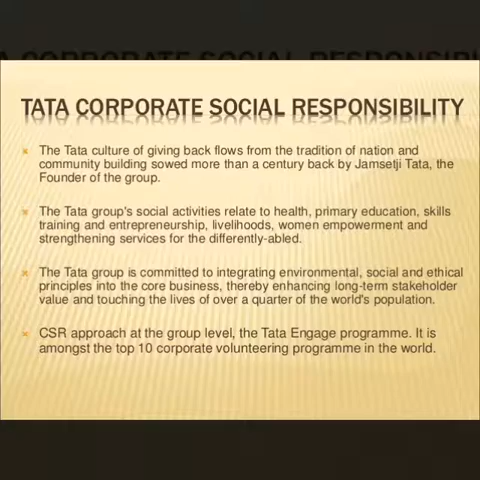 TATA CORPORATE SOCIAL RESPONSIBILITY
The Tata culture of giving back flows from the tradition of nation and
community building sowed more than a century back by Jamsetji Tata, the
Founder of the group.
The Tata group's social activities relate to health, primary education, skills
training and entrepreneurship, livelihoods, women empowerment and
strengthening services for the differently-abled.
The Tata group is committed to integrating environmental, social and ethical
principles into the core business, thereby enhancing long-term stakeholder
value and touching the lives of over a quarter of the world's population.
CSR approach at the group level, the Tata Engage programme. It is
amongst the top 10 corporate volunteering programme in the world.